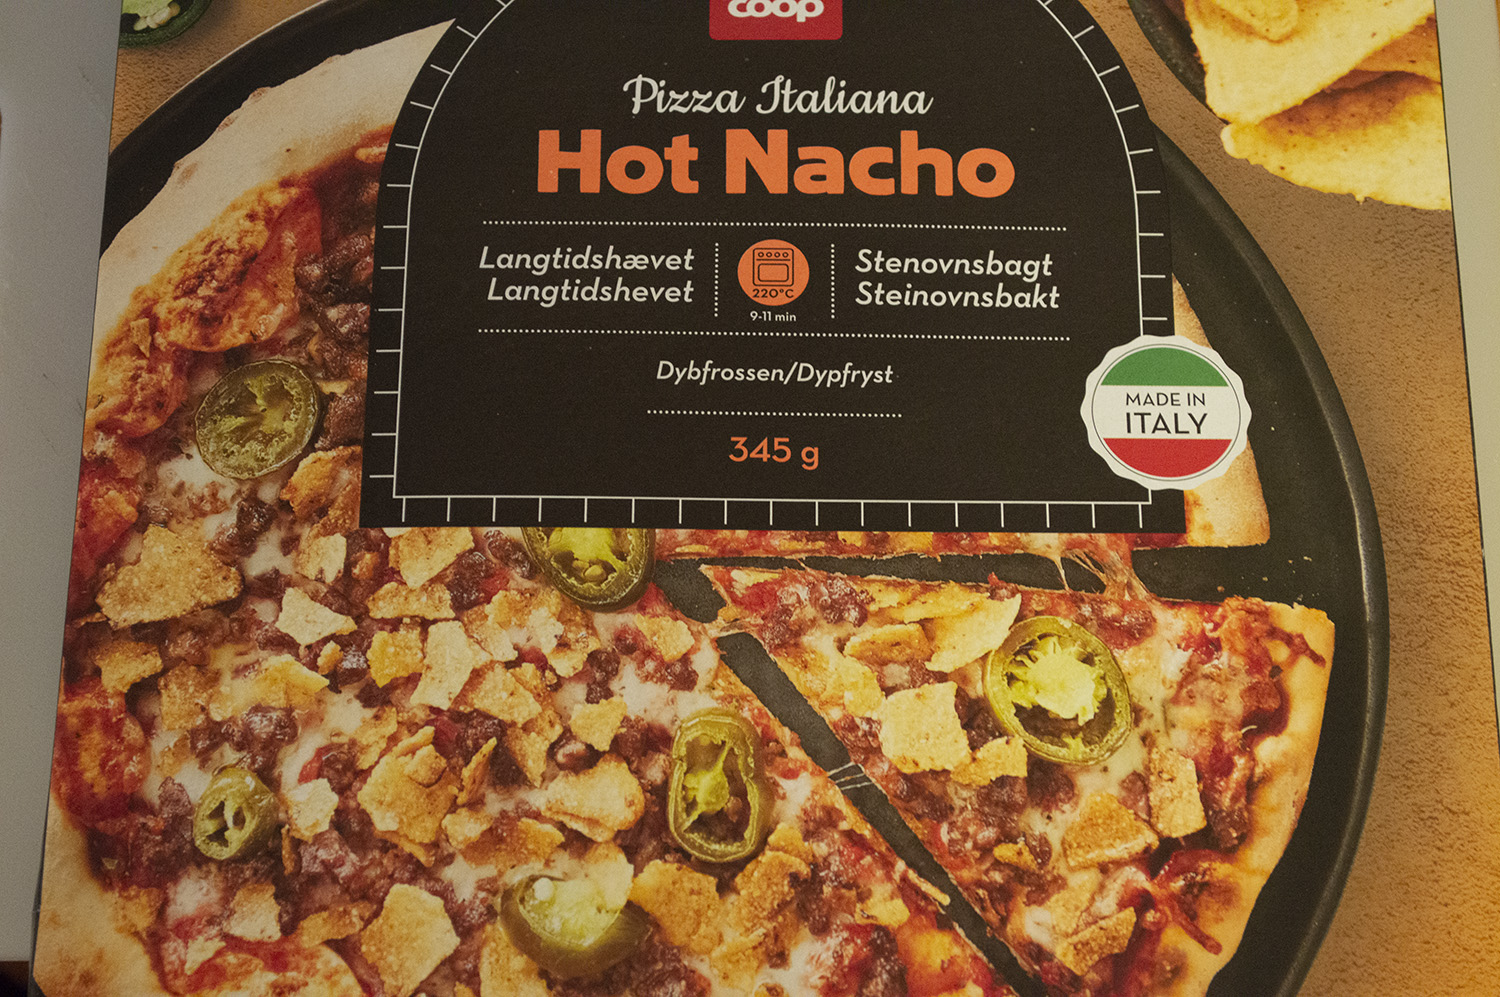 coop
Pizza Italiana
Hot Nacho
Langtidshævet
Langtidshevet
220°C
9-11 min
Stenovnsbagt
Steinovnsbakt
Dybfrossen/Dypfryst
345 g
MADE IN
ITALY